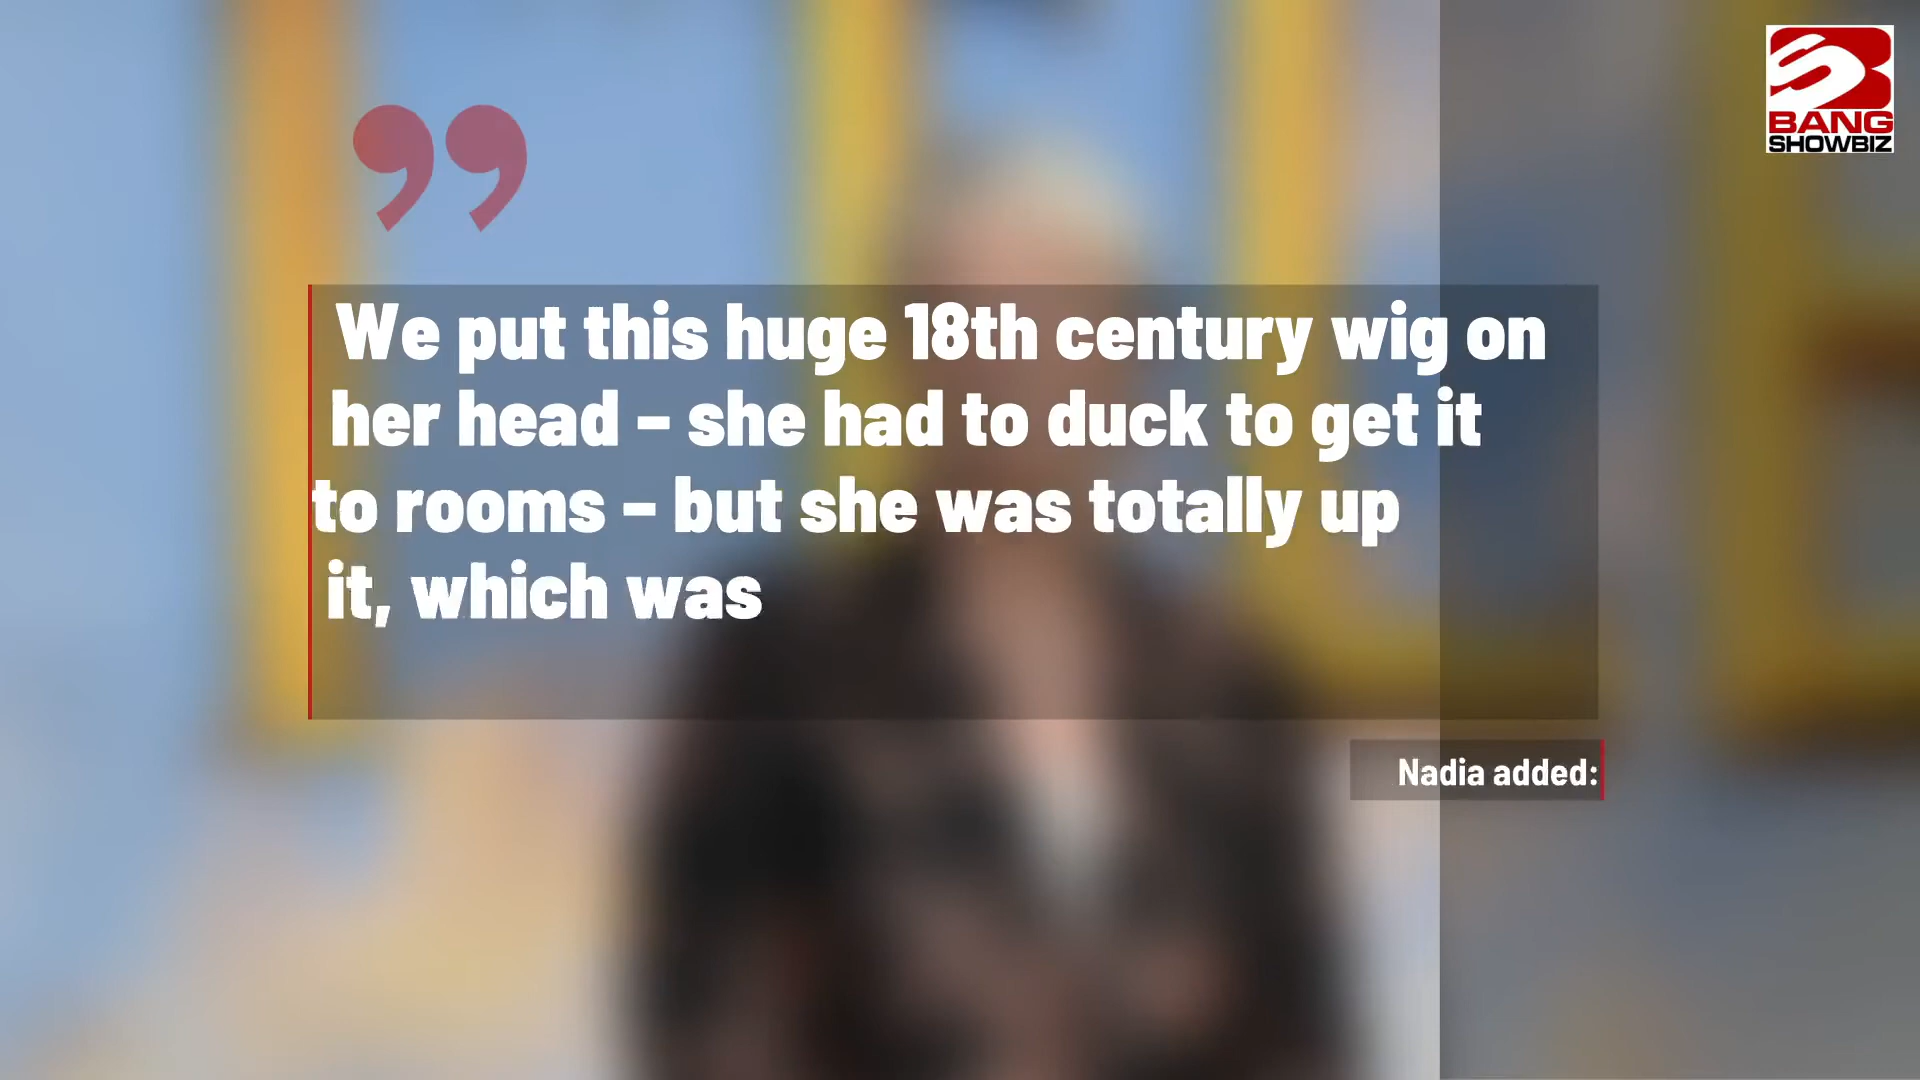 BANG
SHOWBIZ
We put this huge 18th century wig on
her head – she had to duck to get it
to rooms – but she was totally up
it, which was
Nadia added: